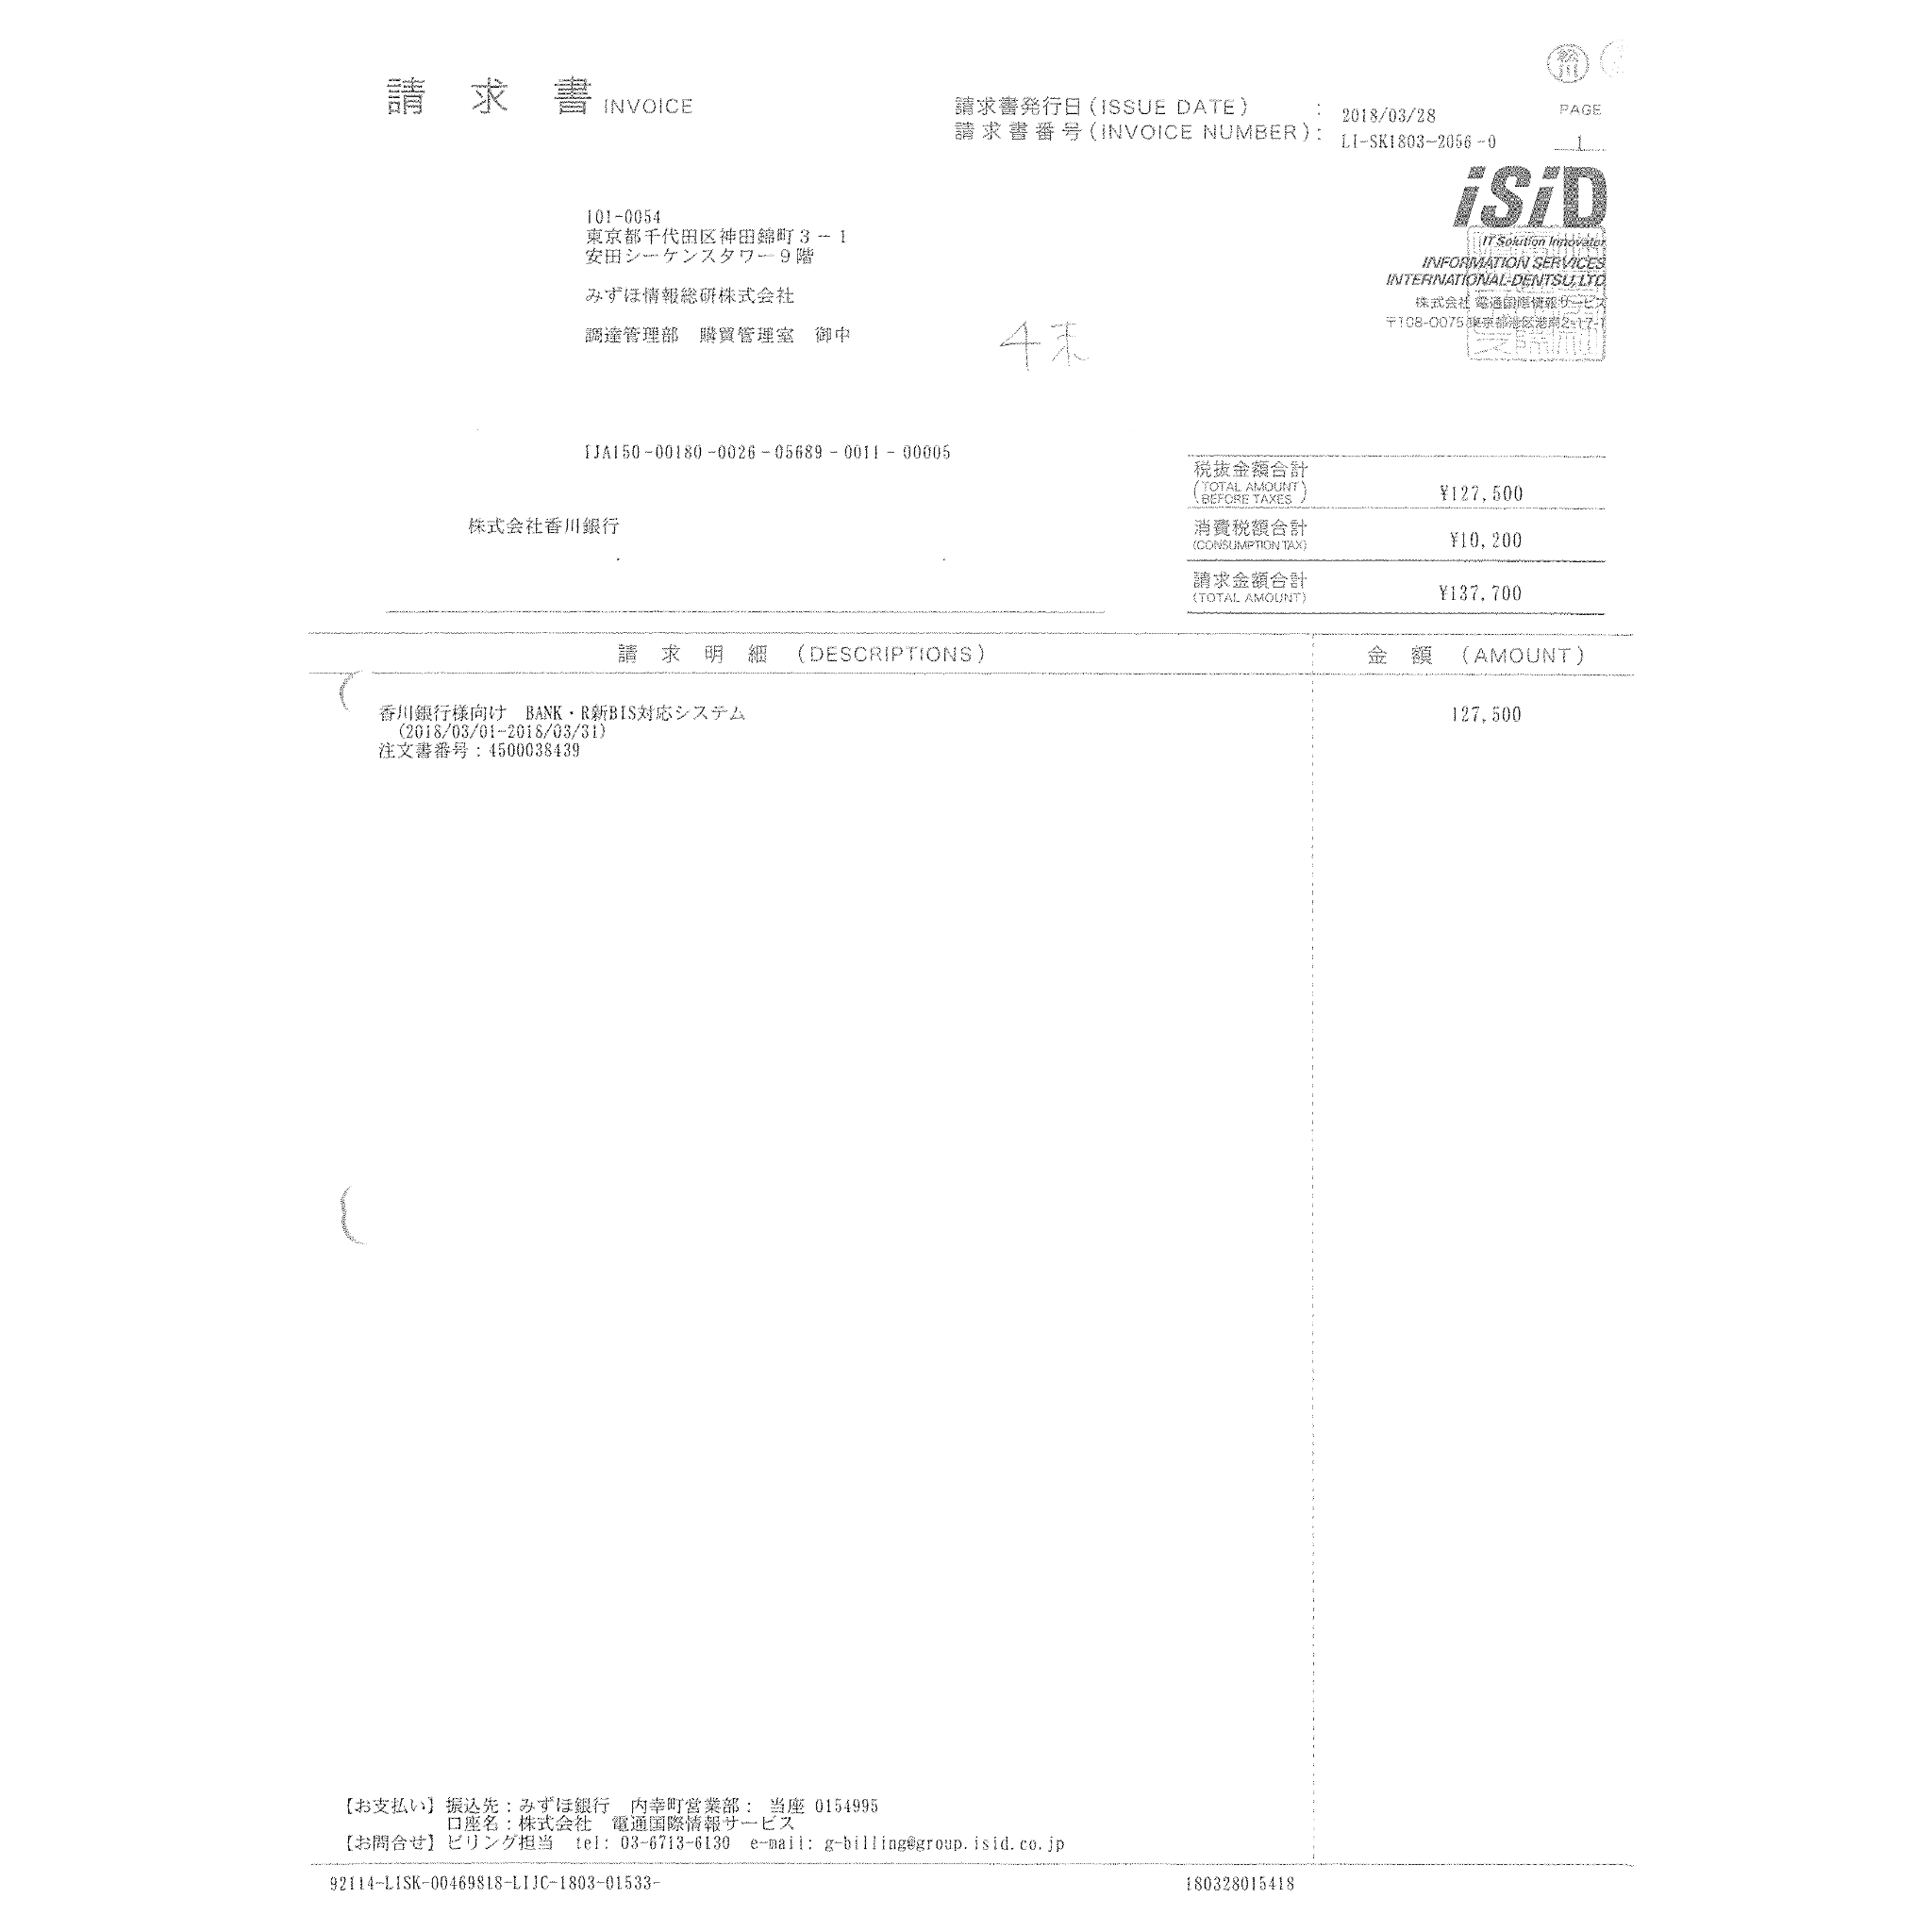 松川
請 求 書 INVOICE
請求書発行日(ISSUE DATE) : 2018/03/28
PAGE
請求書番号(INVOICE NUMBER): LI-SK1803-2056-0
1
iSiD
IT Solution Innovator
INFORMATION SERVICES
INTERNATIONAL-DENTSU,LTD.
株式会社 電通国際情報サービス
〒108-0075 東京都港区港南2-17-1
101-0054
東京都千代田区神田錦町3-1
安田シーケンスタワー9階
みずほ情報総研株式会社
調達管理部 購買管理室 御中
4末
IJA150-00180-0026-05689-0011-00005
税抜金額合計
(TOTAL AMOUNT BEFORE TAXES) ¥127,500
株式会社香川銀行
消費税額合計
(CONSUMPTION TAX) ¥10,200
請求金額合計
(TOTAL AMOUNT) ¥137,700
請 求 明 細 (DESCRIPTIONS) 金 額 (AMOUNT)
香川銀行様向け BANK・R新BIS対応システム 127,500
(2018/03/01-2018/03/31)
注文書番号:4500038439
【お支払い】振込先:みずほ銀行 内幸町営業部: 当座 0154995
口座名:株式会社 電通国際情報サービス
【お問合せ】ビリング担当 tel: 03-6713-6130 e-mail: g-billing@group.isid.co.jp
92114-LISK-00469818-LIJC-1803-01533-
180328015418